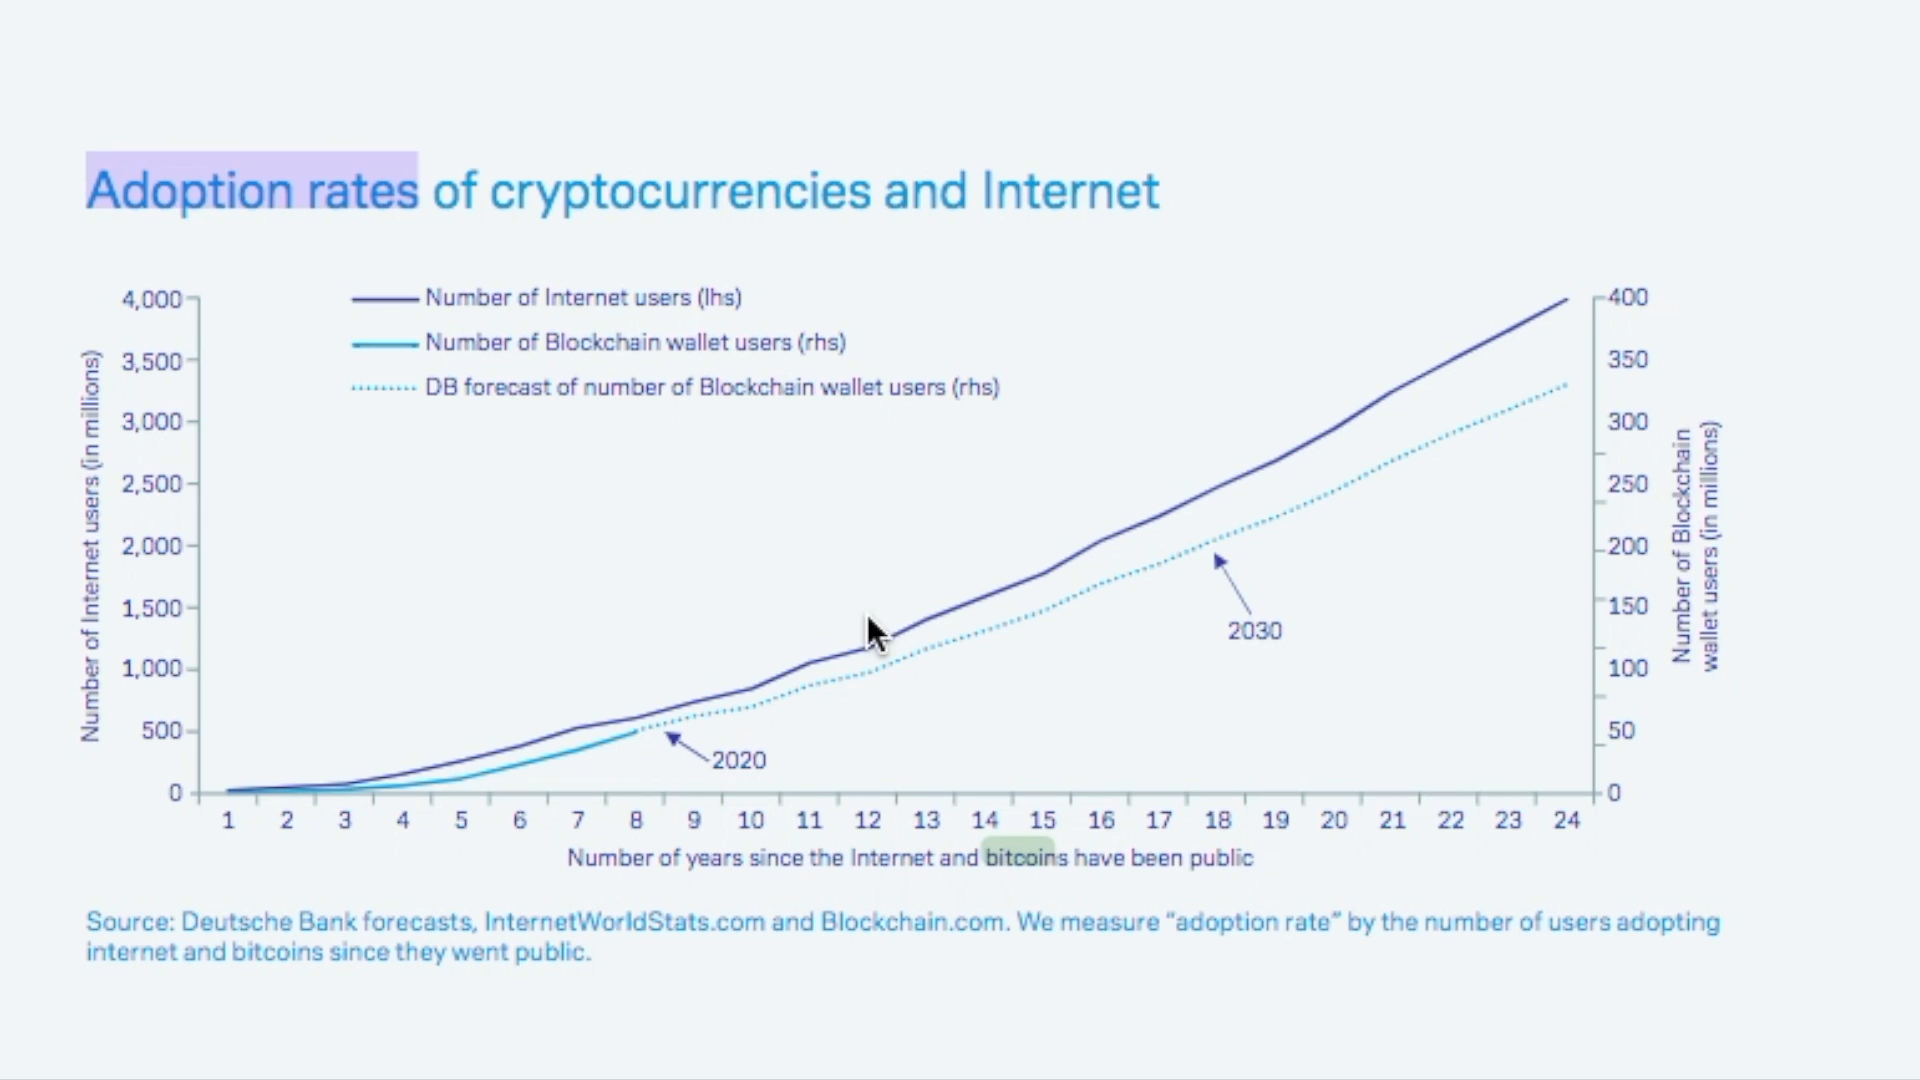 Adoption rates of cryptocurrencies and Internet
Number of Internet users (lhs)
Number of Blockchain wallet users (rhs)
DB forecast of number of Blockchain wallet users (rhs)
Number of Internet users (in millions)
4,000
3,500
3,000
2,500
2,000
1,500
1,000
500
0
400
350
300
250
200
150
100
50
0
Number of Blockchain
wallet users (in millions)
2030
2020
1 2 3 4 5 6 7 8 9 10 11 12 13 14 15 16 17 18 19 20 21 22 23 24
Number of years since the Internet and bitcoins have been public
Source: Deutsche Bank forecasts, InternetWorldStats.com and Blockchain.com. We measure “adoption rate” by the number of users adopting
internet and bitcoins since they went public.